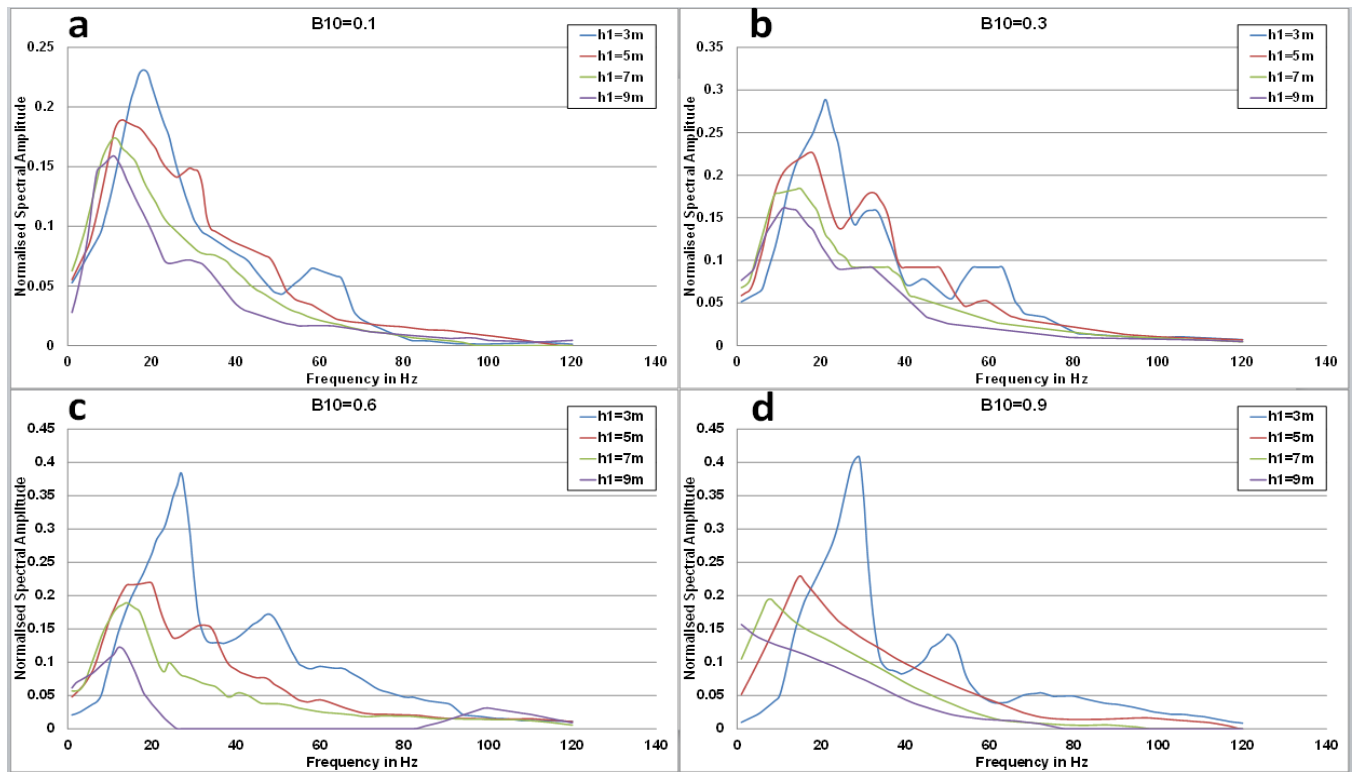 a
B10=0.1
h1=3m
h1=5m
h1=7m
h1=9m
Normalised Spectral Amplitude
0.25
0.2
0.15
0.1
0.05
0
0 20 40 60 80 100 120 140
Frequency in Hz
b
B10=0.3
h1=3m
h1=5m
h1=7m
h1=9m
Normalised Spectral Amplitude
0.35
0.3
0.25
0.2
0.15
0.1
0.05
0
0 20 40 60 80 100 120 140
Frequency in Hz
c
B10=0.6
h1=3m
h1=5m
h1=7m
h1=9m
Normalised Spectral Amplitude
0.45
0.4
0.35
0.3
0.25
0.2
0.15
0.1
0.05
0
0 20 40 60 80 100 120 140
Frequency in Hz
d
B10=0.9
h1=3m
h1=5m
h1=7m
h1=9m
Normalised Spectral Amplitude
0.45
0.4
0.35
0.3
0.25
0.2
0.15
0.1
0.05
0
0 20 40 60 80 100 120 140
Frequency in Hz